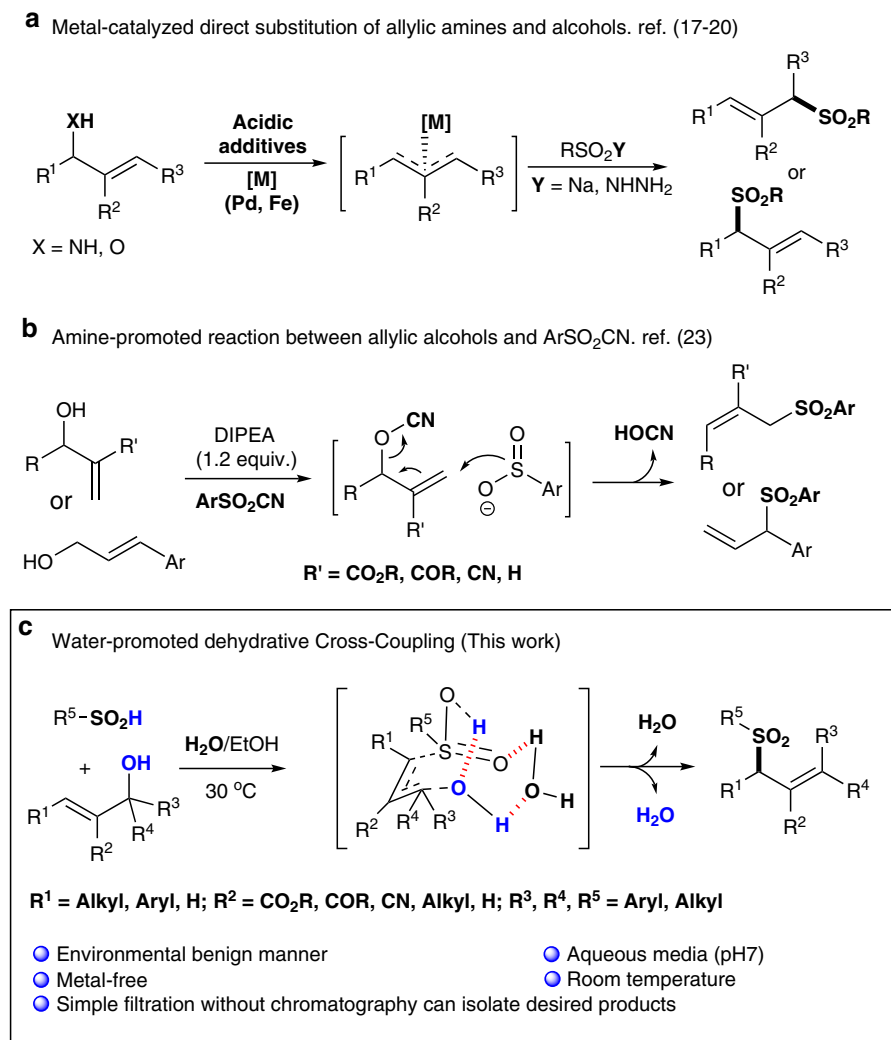 a Metal-catalyzed direct substitution of allylic amines and alcohols. ref. (17-20)
XH
R¹
R²
R³
X = NH, O
Acidic
additives
[M]
(Pd, Fe)
[M]
R¹
R²
R³
RSO₂Y
Y = Na, NHNH₂
R³
R¹
SO₂R
R²
or
SO₂R
R¹
R³
R²
b Amine-promoted reaction between allylic alcohols and ArSO₂CN. ref. (23)
OH
R
R'
or
HO
Ar
DIPEA
(1.2 equiv.)
ArSO₂CN
O
CN
R
R'
O
S
O
⊖
Ar
R' = CO₂R, COR, CN, H
HOCN
R'
SO₂Ar
R
or
SO₂Ar
Ar
c Water-promoted dehydrative Cross-Coupling (This work)
R⁵-SO₂H
+
OH
R¹
R³
R⁴
R²
H₂O/EtOH
30 °C
O
R⁵
H
R¹
S
O
H
O
O
H
H
R²
R⁴
R³
H₂O
H₂O
R⁵
SO₂
R³
R¹
R⁴
R²
R¹ = Alkyl, Aryl, H; R² = CO₂R, COR, CN, Alkyl, H; R³, R⁴, R⁵ = Aryl, Alkyl
Environmental benign manner
Aqueous media (pH7)
Metal-free
Room temperature
Simple filtration without chromatography can isolate desired products